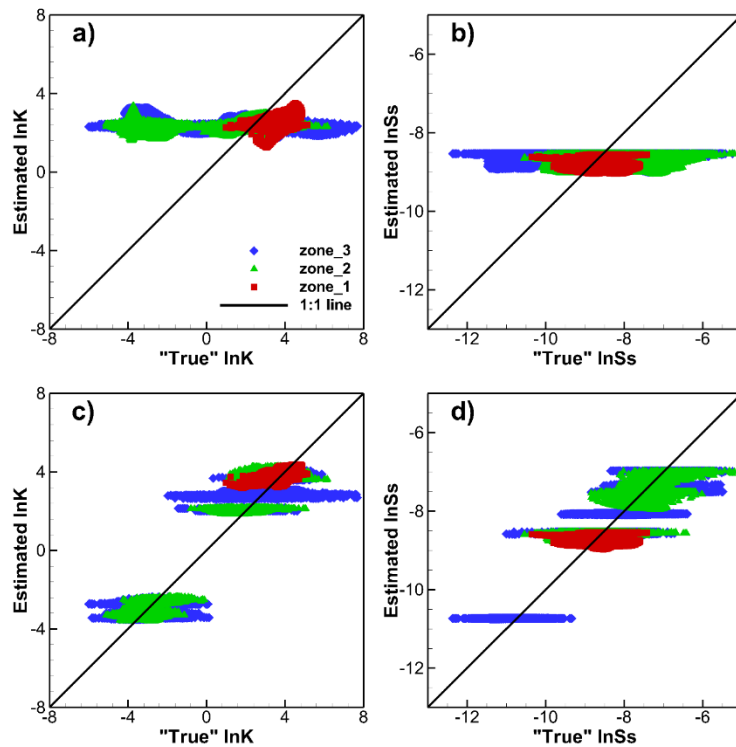 a)
8
4
0
-4
-8
Estimated lnK
-8
-4
0
4
8
"True" lnK
zone_3
zone_2
zone_1
1:1 line
b)
-6
-8
-10
-12
Estimated lnSs
-12
-10
-8
-6
"True" lnSs
c)
8
4
0
-4
-8
Estimated lnK
-8
-4
0
4
8
"True" lnK
d)
-6
-8
-10
-12
Estimated lnSs
-12
-10
-8
-6
"True" lnSs